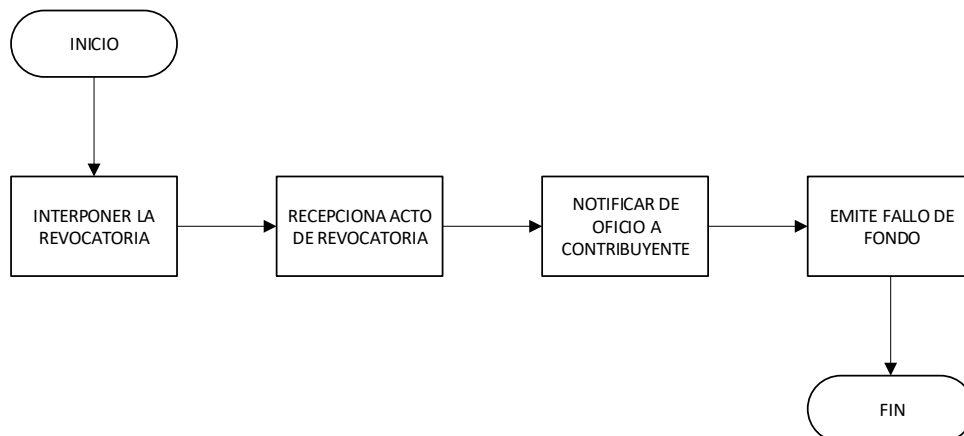 INICIO
INTERPONER LA
REVOCATORIA
RECEPCIONA ACTO
DE REVOCATORIA
NOTIFICAR DE
OFICIO A
CONTRIBUYENTE
EMITE FALLO DE
FONDO
FIN